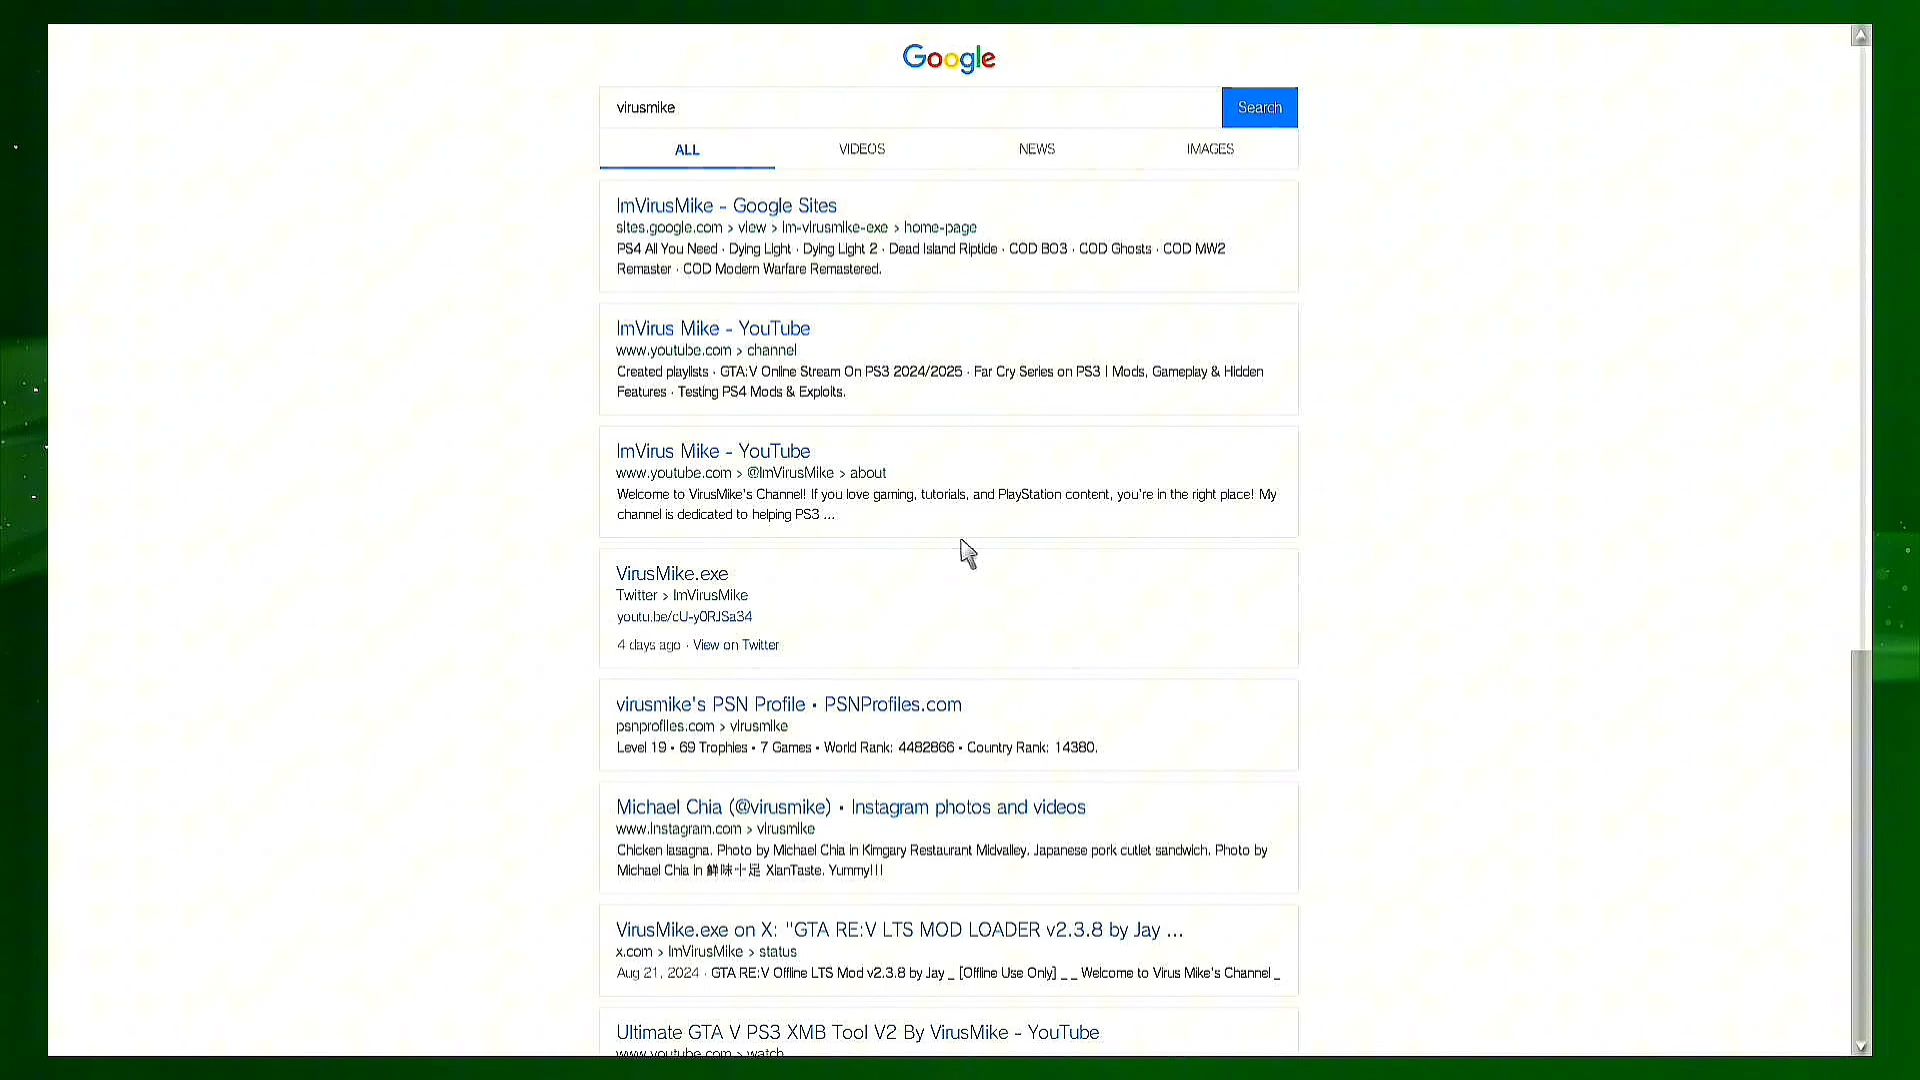 Google
virusmike
Search
ALL VIDEOS NEWS IMAGES
ImVirusMike - Google Sites
sites.google.com › view › im-virusmike-exe › home-page
PS4 All You Need · Dying Light · Dying Light 2 · Dead Island Riptide · COD BO3 · COD Ghosts · COD MW2
Remaster · COD Modern Warfare Remastered.
ImVirus Mike - YouTube
www.youtube.com › channel
Created playlists · GTA:V Online Stream On PS3 2024/2025 · Far Cry Series on PS3 | Mods, Gameplay & Hidden
Features · Testing PS4 Mods & Exploits.
ImVirus Mike - YouTube
www.youtube.com › @ImVirusMike › about
Welcome to VirusMike's Channel! If you love gaming, tutorials, and PlayStation content, you're in the right place! My
channel is dedicated to helping PS3 ...
VirusMike.exe
Twitter › ImVirusMike
youtu.be/cU-y0RJSa34
4 days ago · View on Twitter
virusmike's PSN Profile • PSNProfiles.com
psnprofiles.com › virusmike
Level 19 • 69 Trophies • 7 Games • World Rank: 4482866 • Country Rank: 14380.
Michael Chia (@virusmike) • Instagram photos and videos
www.instagram.com › virusmike
Chicken lasagna. Photo by Michael Chia in Kimgary Restaurant Midvalley. Japanese pork cutlet sandwich. Photo by
Michael Chia in 鲜味小足 XianTaste. Yummy!!!
VirusMike.exe on X: "GTA RE:V LTS MOD LOADER v2.3.8 by Jay ...
x.com › ImVirusMike › status
Aug 21, 2024 · GTA RE:V Offline LTS Mod v2.3.8 by Jay _ [Offline Use Only] _ _ Welcome to Virus Mike's Channel _
Ultimate GTA V PS3 XMB Tool V2 By VirusMike - YouTube
www.youtube.com › watch